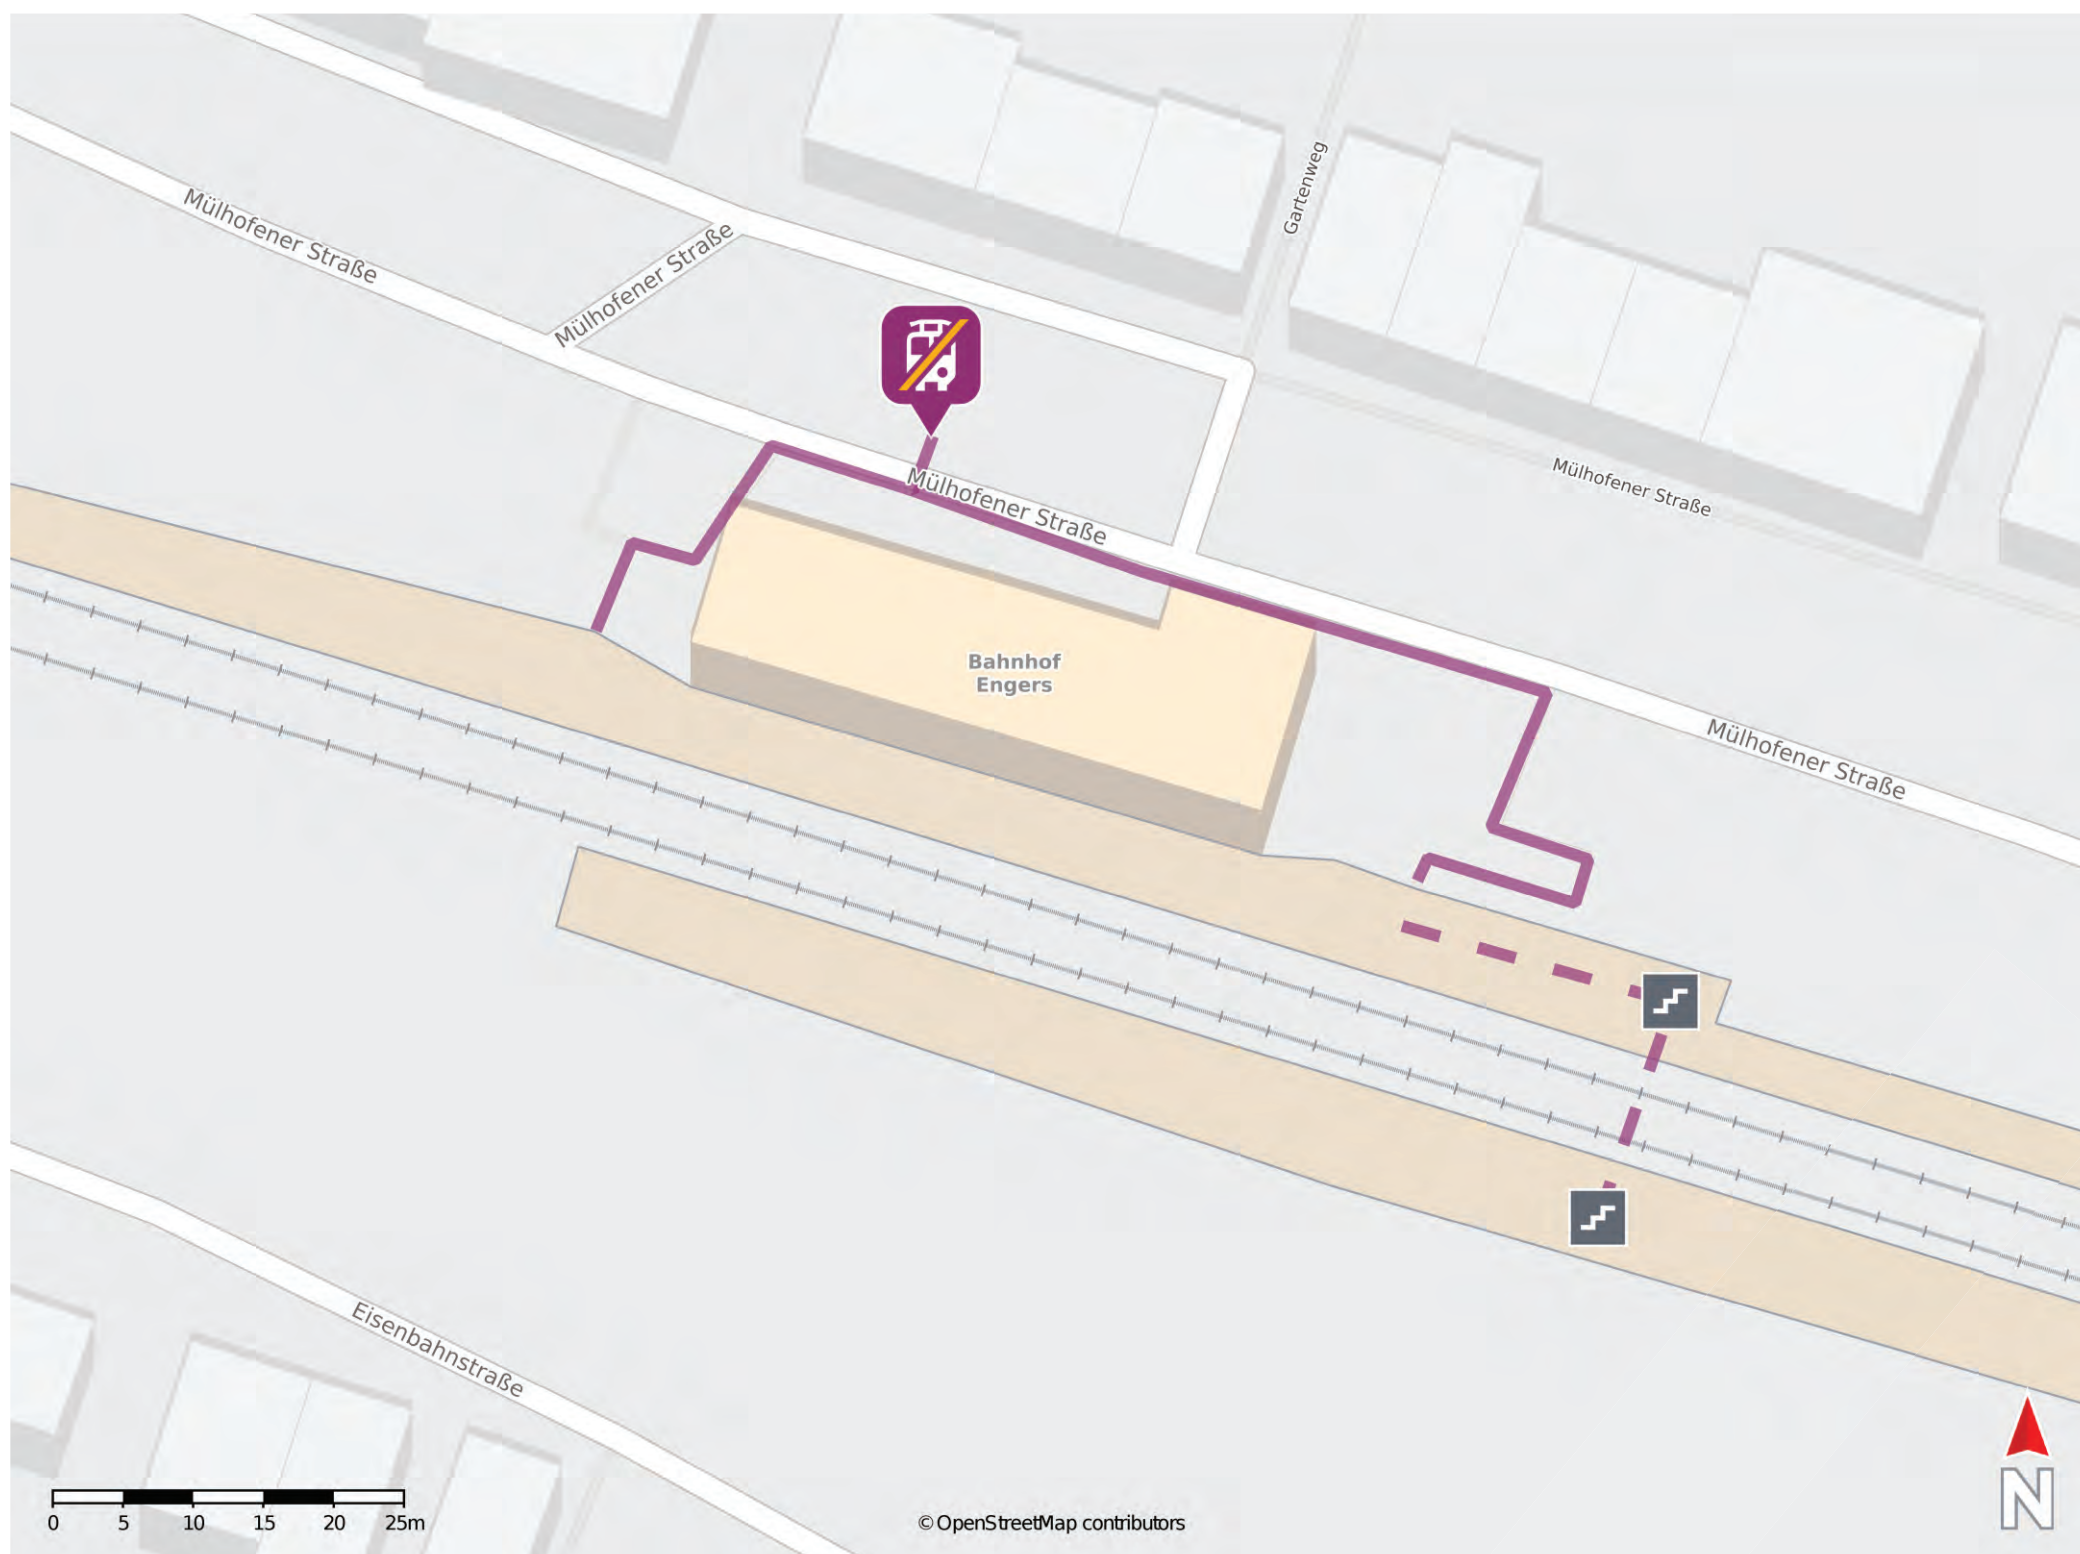 Gartenweg
Mülhofener Straße
Mülhofener Straße
Mülhofener Straße
Mülhofener Straße
Bahnhof
Engers
Mülhofener Straße
Eisenbahnstraße
0 5 10 15 20 25m
© OpenStreetMap contributors
N